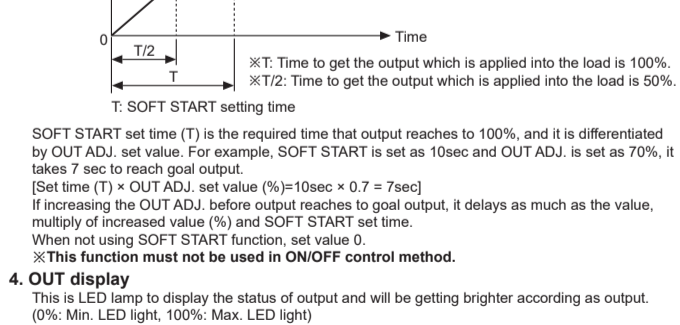 0
Time
T/2
※T: Time to get the output which is applied into the load is 100%.
T
※T/2: Time to get the output which is applied into the load is 50%.
T: SOFT START setting time
SOFT START set time (T) is the required time that output reaches to 100%, and it is differentiated
by OUT ADJ. set value. For example, SOFT START is set as 10sec and OUT ADJ. is set as 70%, it
takes 7 sec to reach goal output.
[Set time (T) × OUT ADJ. set value (%)=10sec × 0.7 = 7sec]
If increasing the OUT ADJ. before output reaches to goal output, it delays as much as the value,
multiply of increased value (%) and SOFT START set time.
When not using SOFT START function, set value 0.
※This function must not be used in ON/OFF control method.
4. OUT display
This is LED lamp to display the status of output and will be getting brighter according as output.
(0%: Min. LED light, 100%: Max. LED light)